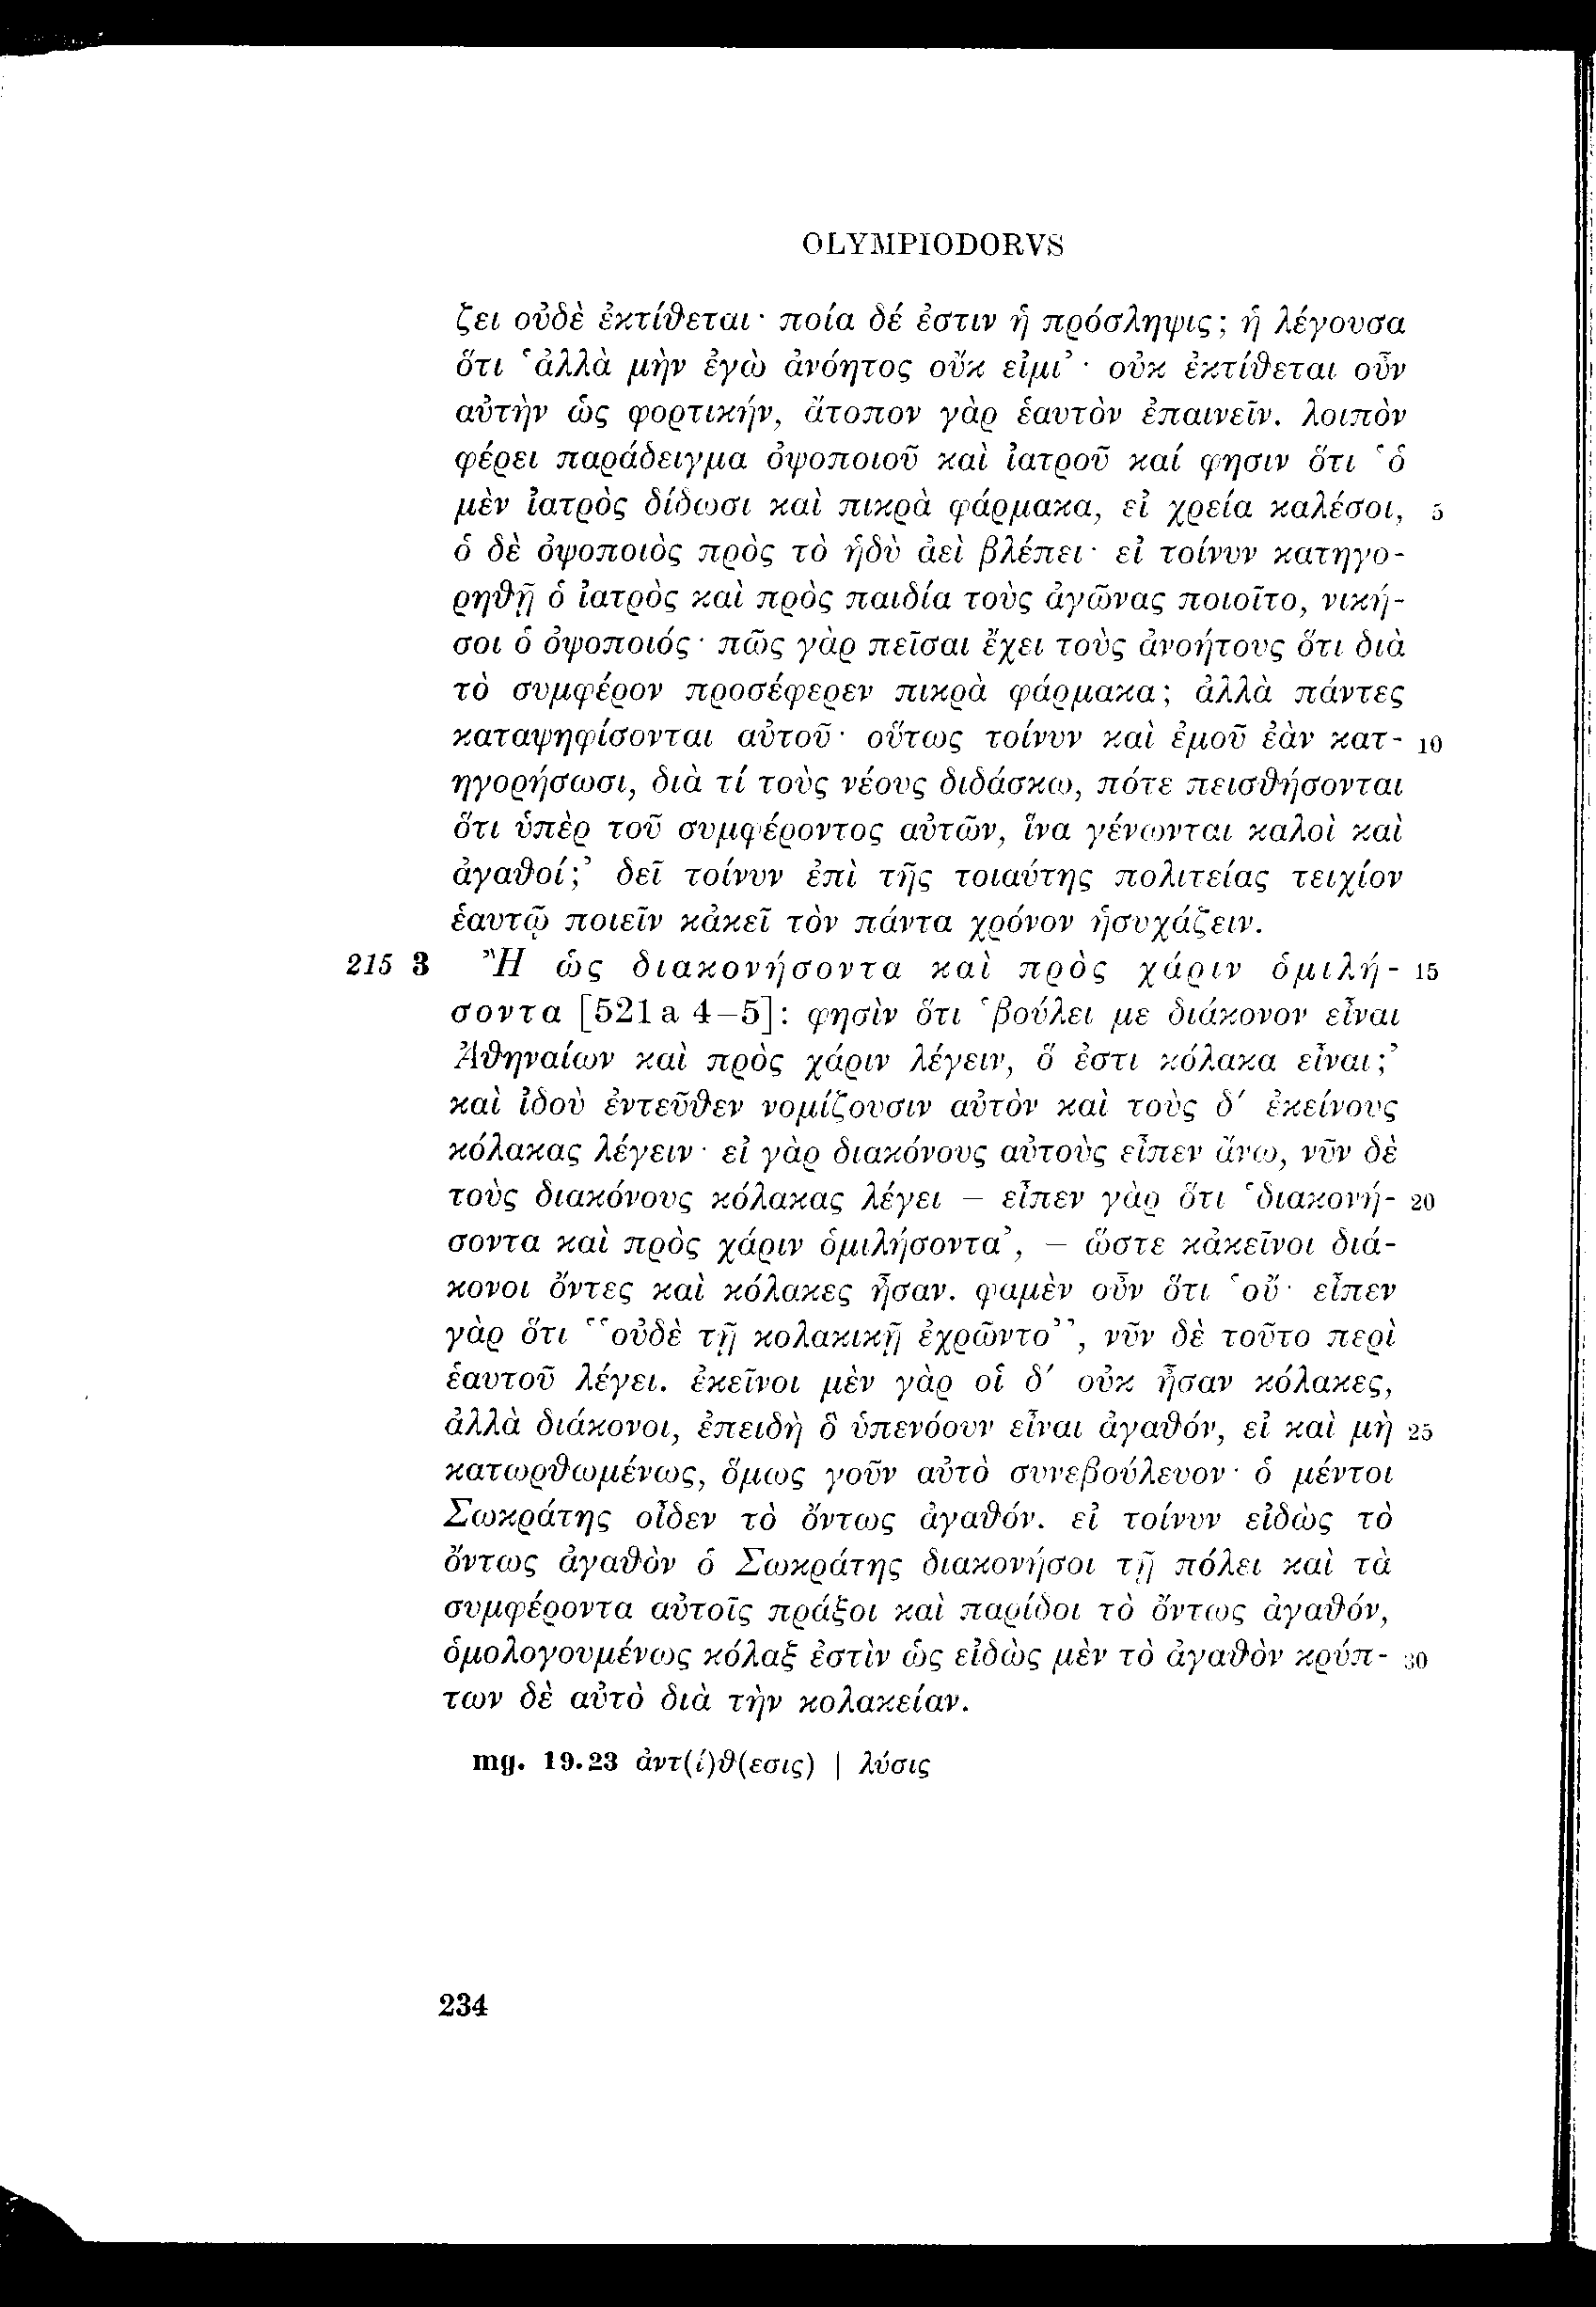 OLYMPIODORVS
ζει οὐδὲ ἐκτίθεται· ποία δέ ἐστιν ἡ πρόσληψις; ἡ λέγουσα
ὅτι ‘ἀλλὰ μὴν ἐγὼ ἀνόητος οὔκ εἰμι’· οὐκ ἐκτίθεται οὖν
αὐτὴν ὡς φορτικήν, ἄτοπον γὰρ ἑαυτὸν ἐπαινεῖν. λοιπὸν
φέρει παράδειγμα ὀψοποιοῦ καὶ ἰατροῦ καί φησιν ὅτι ‘ὁ
μὲν ἰατρὸς δίδωσι καὶ πικρὰ φάρμακα, εἰ χρεία καλέσοι, 5
ὁ δὲ ὀψοποιὸς πρὸς τὸ ἡδὺ ἀεὶ βλέπει· εἰ τοίνυν κατηγο-
ρηθῇ ὁ ἰατρὸς καὶ πρὸς παιδία τοὺς ἀγῶνας ποιοῖτο, νική-
σοι ὁ ὀψοποιός· πῶς γὰρ πεῖσαι ἔχει τοὺς ἀνοήτους ὅτι διὰ
τὸ συμφέρον προσέφερεν πικρὰ φάρμακα; ἀλλὰ πάντες
καταψηφίσονται αὐτοῦ· οὕτως τοίνυν καὶ ἐμοῦ ἐὰν κατ- 10
ηγορήσωσι, διὰ τί τοὺς νέους διδάσκω, πότε πεισθήσονται
ὅτι ὑπὲρ τοῦ συμφέροντος αὐτῶν, ἵνα γένωνται καλοὶ καὶ
ἀγαθοί;’ δεῖ τοίνυν ἐπὶ τῆς τοιαύτης πολιτείας τειχίον
ἑαυτῷ ποιεῖν κἀκεῖ τὸν πάντα χρόνον ἡσυχάζειν.
215 3 Ἢ ὡς διακονήσοντα καὶ πρὸς χάριν ὁμιλή- 15
σοντα [521 a 4–5]: φησὶν ὅτι ‘βούλει με διάκονον εἶναι
Ἀθηναίων καὶ πρὸς χάριν λέγειν, ὅ ἐστι κόλακα εἶναι;’
καὶ ἰδοὺ ἐντεῦθεν νομίζουσιν αὐτὸν καὶ τοὺς δ′ ἐκείνους
κόλακας λέγειν· εἰ γὰρ διακόνους αὐτοὺς εἶπεν ἄνω, νῦν δὲ
τοὺς διακόνους κόλακας λέγει – εἶπεν γὰρ ὅτι ‘διακονή- 20
σοντα καὶ πρὸς χάριν ὁμιλήσοντα’, – ὥστε κἀκεῖνοι διά-
κονοι ὄντες καὶ κόλακες ἦσαν. φαμὲν οὖν ὅτι ‘οὔ· εἶπεν
γὰρ ὅτι “οὐδὲ τῇ κολακικῇ ἐχρῶντο”, νῦν δὲ τοῦτο περὶ
ἑαυτοῦ λέγει. ἐκεῖνοι μὲν γὰρ οἱ δ′ οὐκ ἦσαν κόλακες,
ἀλλὰ διάκονοι, ἐπειδὴ ὃ ὑπενόουν εἶναι ἀγαθόν, εἰ καὶ μὴ 25
κατωρθωμένως, ὅμως γοῦν αὐτὸ συνεβούλευον· ὁ μέντοι
Σωκράτης οἶδεν τὸ ὄντως ἀγαθόν. εἰ τοίνυν εἰδὼς τὸ
ὄντως ἀγαθὸν ὁ Σωκράτης διακονήσοι τῇ πόλει καὶ τὰ
συμφέροντα αὐτοῖς πράξοι καὶ παρίδοι τὸ ὄντως ἀγαθόν,
ὁμολογουμένως κόλαξ ἐστὶν ὡς εἰδὼς μὲν τὸ ἀγαθὸν κρύπ- 30
των δὲ αὐτὸ διὰ τὴν κολακείαν.
mg. 19.23 ἀντ(ί)θ(εσις) | λύσις
234